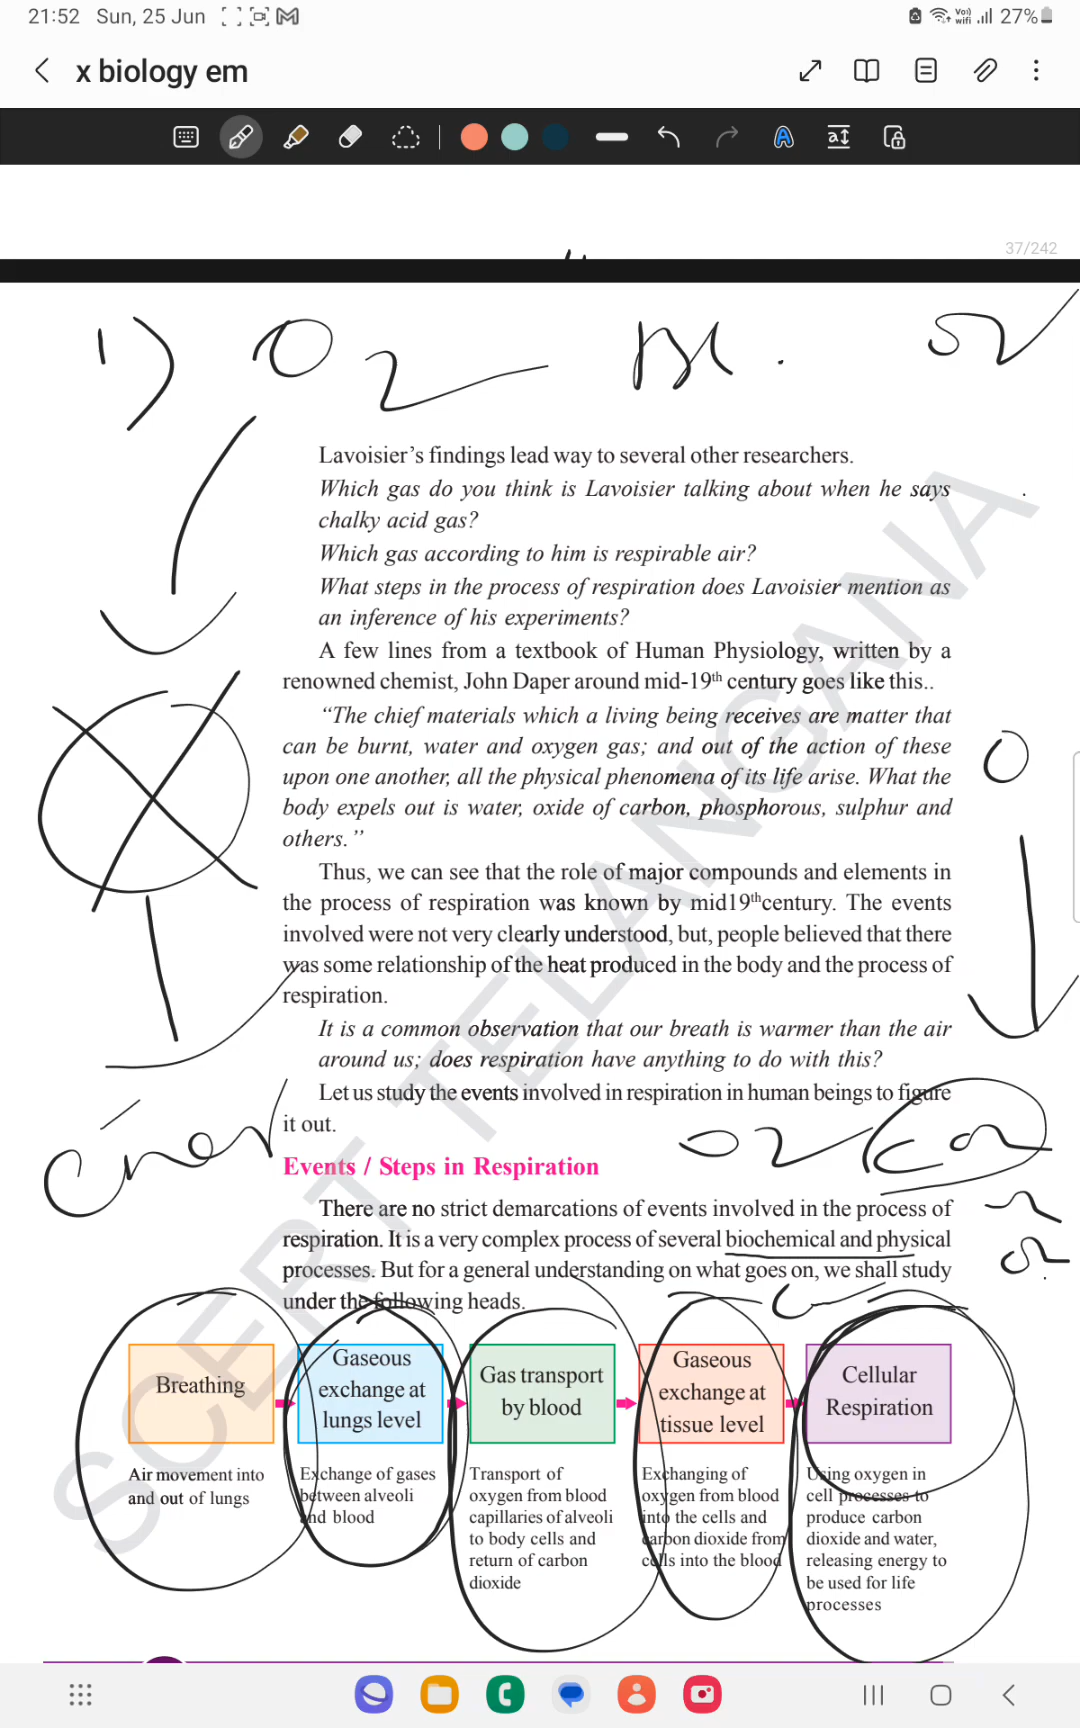 21:52 Sun, 25 Jun
27%
x biology em
37/242
1) O2
Lavoisier's findings lead way to several other researchers.
Which gas do you think is Lavoisier talking about when he says
chalky acid gas?
Which gas according to him is respirable air?
What steps in the process of respiration does Lavoisier mention as
an inference of his experiments?
A few lines from a textbook of Human Physiology, written by a
renowned chemist, John Daper around mid-19th century goes like this..
“The chief materials which a living being receives are matter that
can be burnt, water and oxygen gas; and out of the action of these
upon one another, all the physical phenomena of its life arise. What the
body expels out is water, oxide of carbon, phosphorous, sulphur and
others.”
Thus, we can see that the role of major compounds and elements in
the process of respiration was known by mid19thcentury. The events
involved were not very clearly understood, but, people believed that there
was some relationship of the heat produced in the body and the process of
respiration.
It is a common observation that our breath is warmer than the air
around us; does respiration have anything to do with this?
Let us study the events involved in respiration in human beings to figure
it out.
Events / Steps in Respiration
There are no strict demarcations of events involved in the process of
respiration. It is a very complex process of several biochemical and physical
processes. But for a general understanding on what goes on, we shall study
under the following heads.
Breathing
Air movement into
and out of lungs
Gaseous
exchange at
lungs level
Exchange of gases
between alveoli
and blood
Gas transport
by blood
Transport of
oxygen from blood
capillaries of alveoli
to body cells and
return of carbon
dioxide
Gaseous
exchange at
tissue level
Exchanging of
oxygen from blood
into the cells and
carbon dioxide from
cells into the blood
Cellular
Respiration
Using oxygen in
cell processes to
produce carbon
dioxide and water,
releasing energy to
be used for life
processes
SCERT TELANGANA